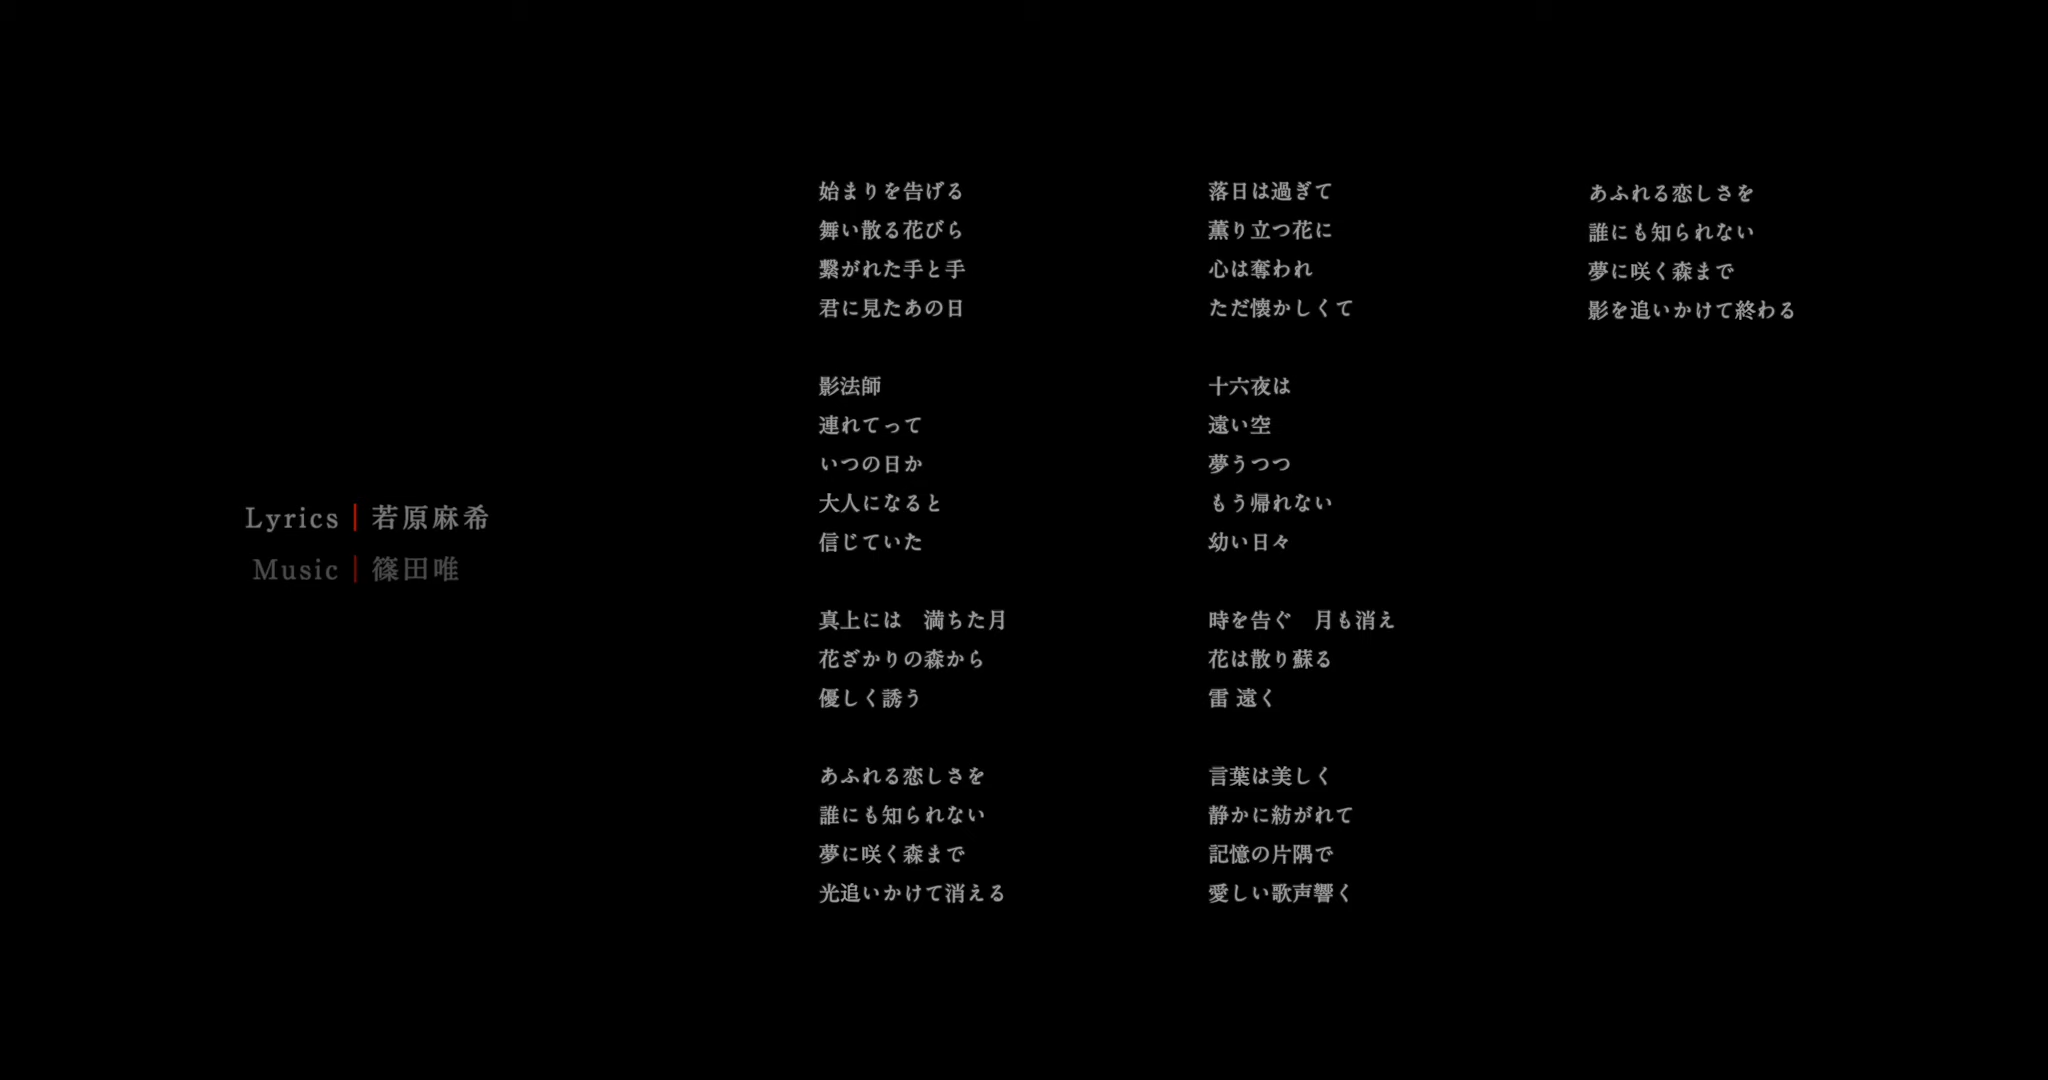 Lyrics｜若原麻希
Music｜篠田唯
始まりを告げる
舞い散る花びら
繋がれた手と手
君に見たあの日
影法師
連れてって
いつの日か
大人になると
信じていた
真上には　満ちた月
花ざかりの森から
優しく誘う
あふれる恋しさを
誰にも知られない
夢に咲く森まで
光追いかけて消える
落日は過ぎて
薫り立つ花に
心は奪われ
ただ懐かしくて
十六夜は
遠い空
夢うつつ
もう帰れない
幼い日々
時を告ぐ　月も消え
花は散り蘇る
雷 遠く
言葉は美しく
静かに紡がれて
記憶の片隅で
愛しい歌声響く
あふれる恋しさを
誰にも知られない
夢に咲く森まで
影を追いかけて終わる